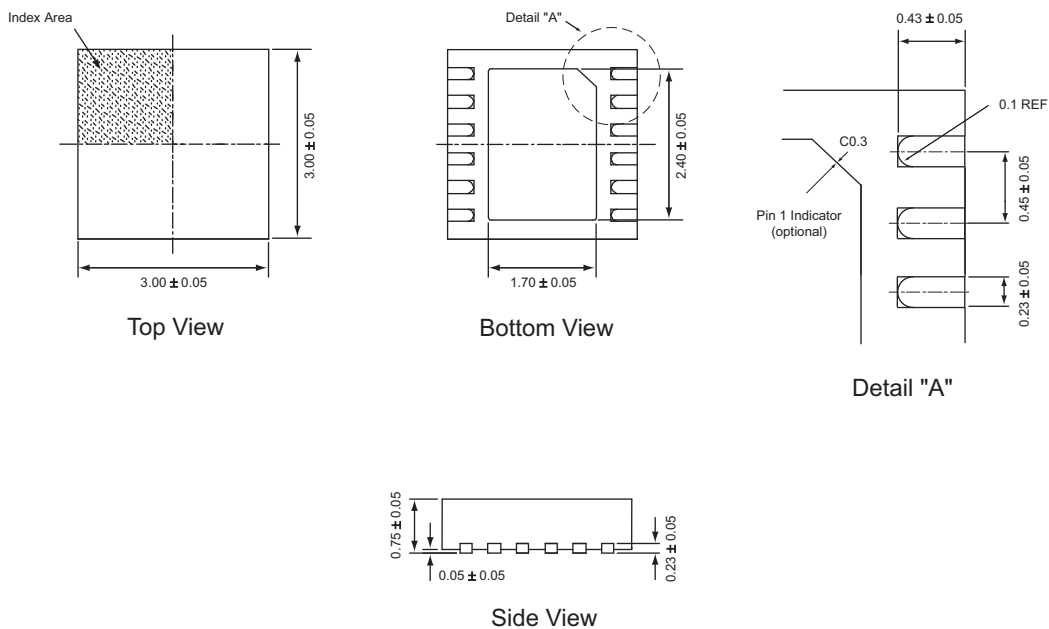 Index Area
3.00 ± 0.05
3.00 ± 0.05
Top View
Detail "A"
2.40 ± 0.05
1.70 ± 0.05
Bottom View
0.43 ± 0.05
0.1 REF
C0.3
0.45 ± 0.05
Pin 1 Indicator
(optional)
0.23 ± 0.05
Detail "A"
0.75 ± 0.05
0.05 ± 0.05
0.23 ± 0.05
Side View